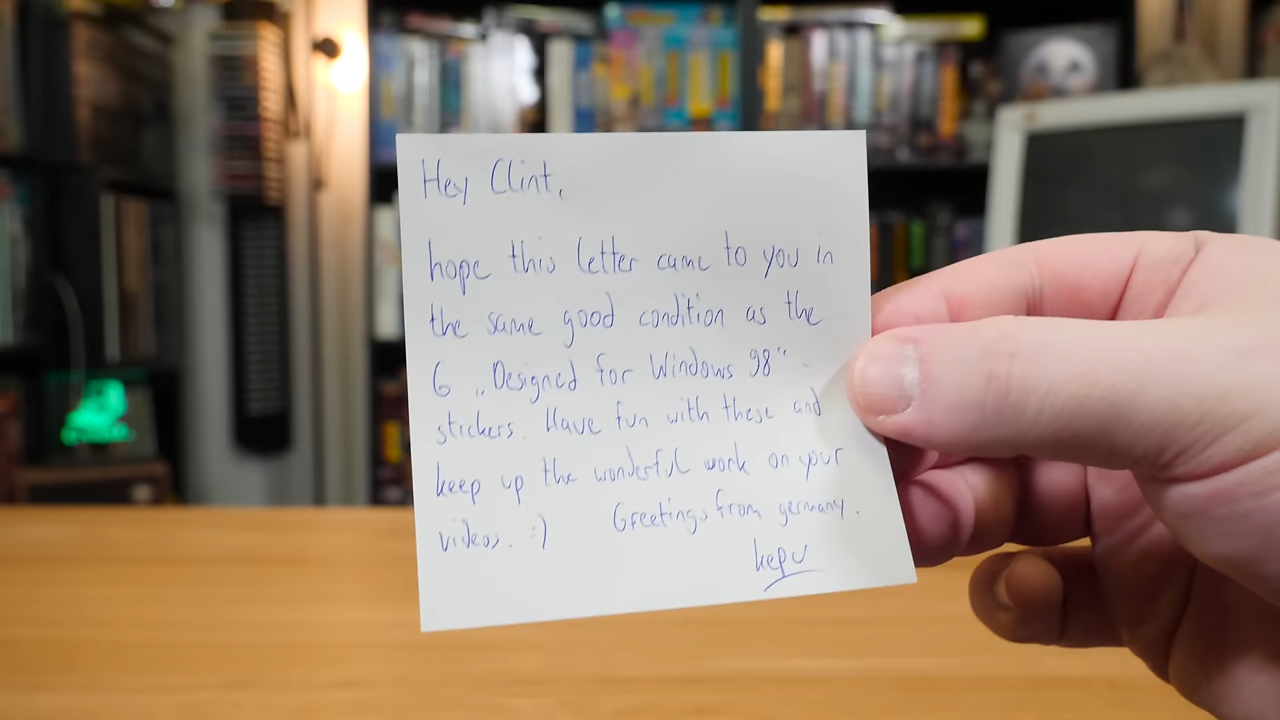 Hey Clint,
hope this letter came to you in
the same good condition as the
6 „Designed for Windows 98“ -
stickers. Have fun with these and
keep up the wonderful work on your
videos. :) Greetings from germany.
kepu